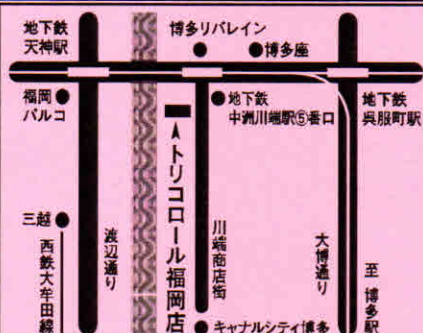 地下鉄
天神駅
博多リバレイン
博多座
福岡
パルコ
地下鉄
中洲川端駅⑤番口
地下鉄
呉服町駅
▲トリコロール福岡店
三越
西鉄大牟田線
渡辺通り
川端商店街
大博通り
至 博多駅
キャナルシティ博多